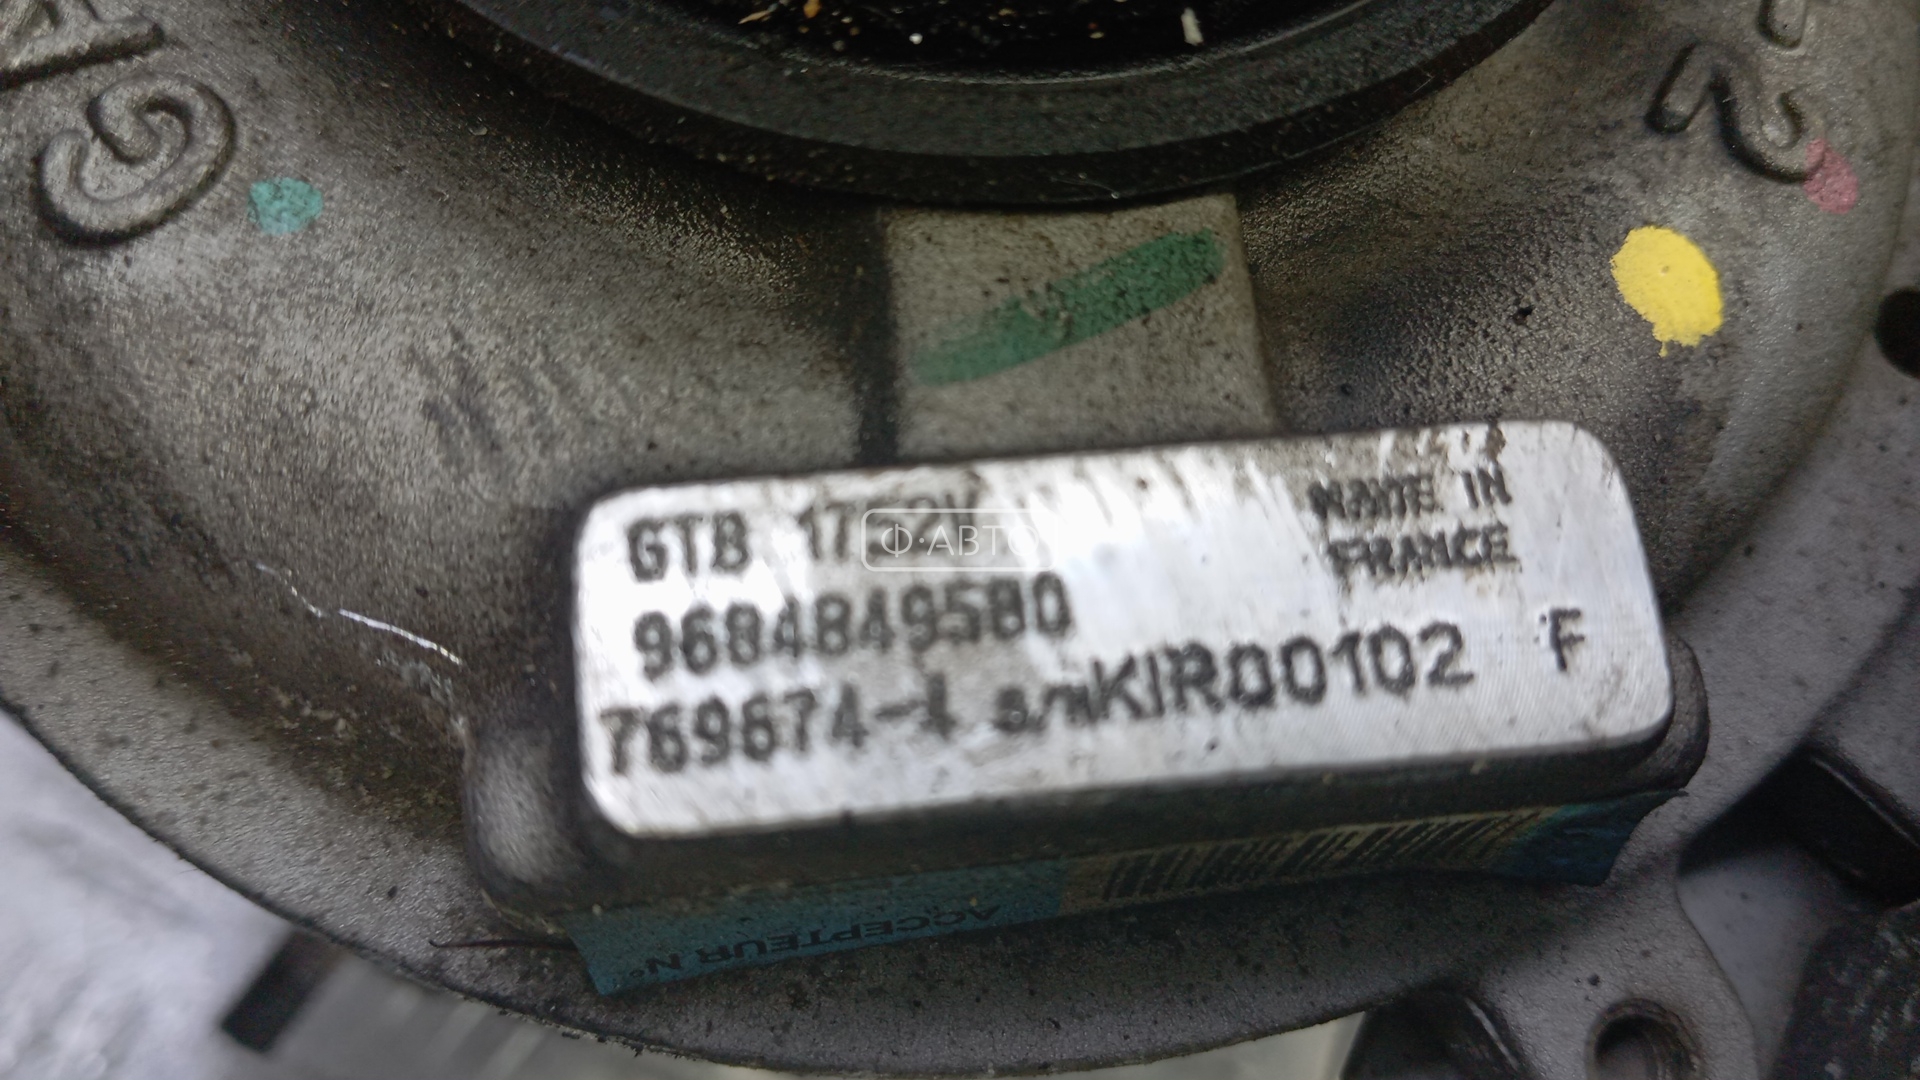 GTB 1752V
MADE IN
FRANCE
9684849580
769674-4 s/nKIR00102 F
ACCEPTEUR N°
Ф·АВТО